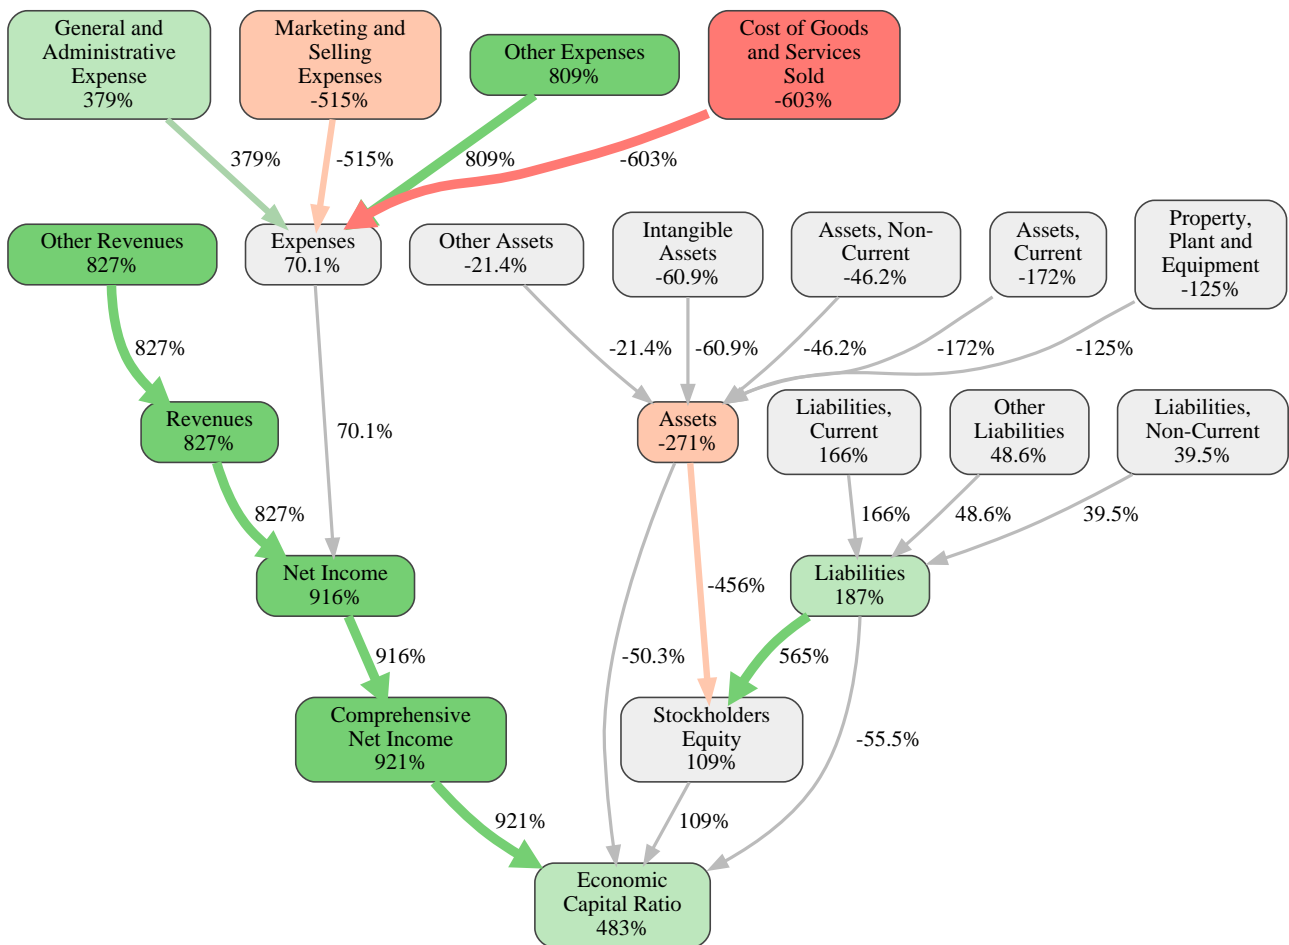 General and
Administrative
Expense
379%
Marketing and
Selling
Expenses
-515%
Other Expenses
809%
Cost of Goods
and Services
Sold
-603%
379%
-515%
809%
-603%
Other Revenues
827%
Expenses
70.1%
Other Assets
-21.4%
Intangible
Assets
-60.9%
Assets, Non-
Current
-46.2%
Assets,
Current
-172%
Property,
Plant and
Equipment
-125%
827%
-21.4%
-60.9%
-46.2%
-172%
-125%
Revenues
827%
70.1%
Assets
-271%
Liabilities,
Current
166%
Other
Liabilities
48.6%
Liabilities,
Non-Current
39.5%
827%
166%
48.6%
39.5%
Net Income
916%
-456%
Liabilities
187%
916%
-50.3%
565%
Comprehensive
Net Income
921%
Stockholders
Equity
109%
-55.5%
921%
109%
Economic
Capital Ratio
483%